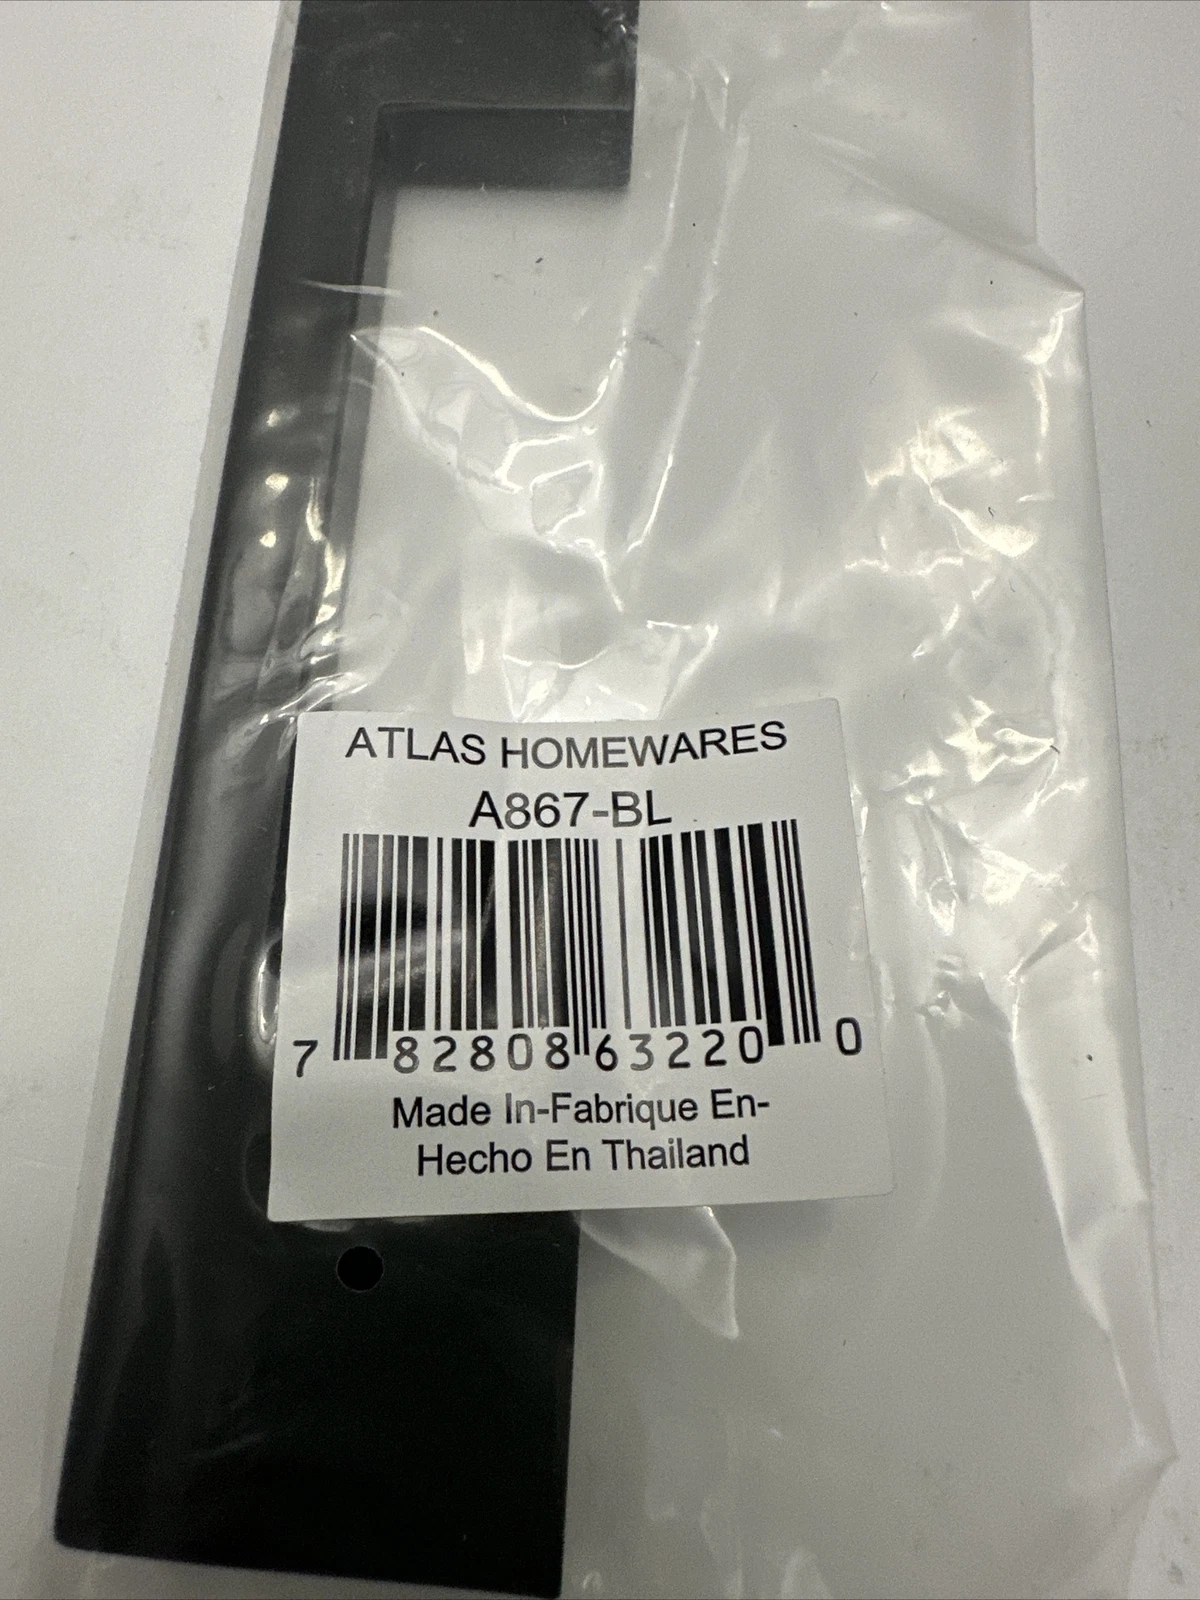 ATLAS HOMEWARES
A867-BL
7 82808 63220 0
Made In-Fabrique En-
Hecho En Thailand